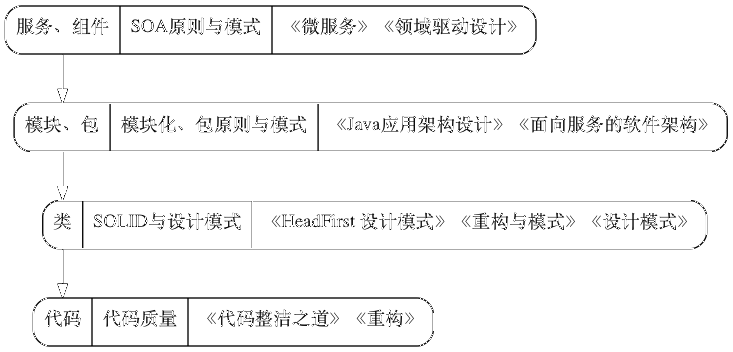 服务、组件 SOA原则与模式 《微服务》《领域驱动设计》
模块、包 模块化、包原则与模式 《Java应用架构设计》《面向服务的软件架构》
类 SOLID与设计模式 《HeadFirst 设计模式》《重构与模式》《设计模式》
代码 代码质量 《代码整洁之道》《重构》